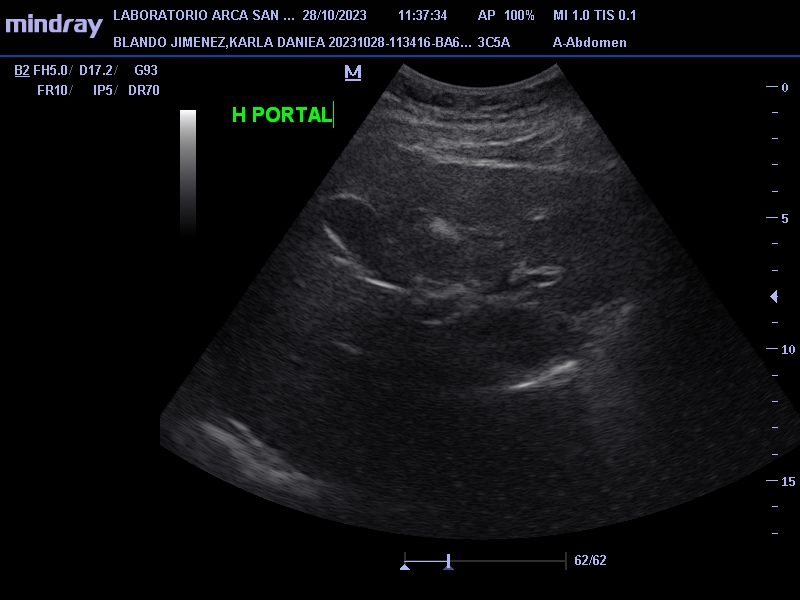 mindray LABORATORIO ARCA SAN ... 28/10/2023 11:37:34 AP 100% MI 1.0 TIS 0.1
BLANDO JIMENEZ,KARLA DANIEA 20231028-113416-BA6... 3C5A A-Abdomen
B2 FH5.0/ D17.2/ G93
FR10/ IP5/ DR70
M
H PORTAL
0
5
10
15
62/62